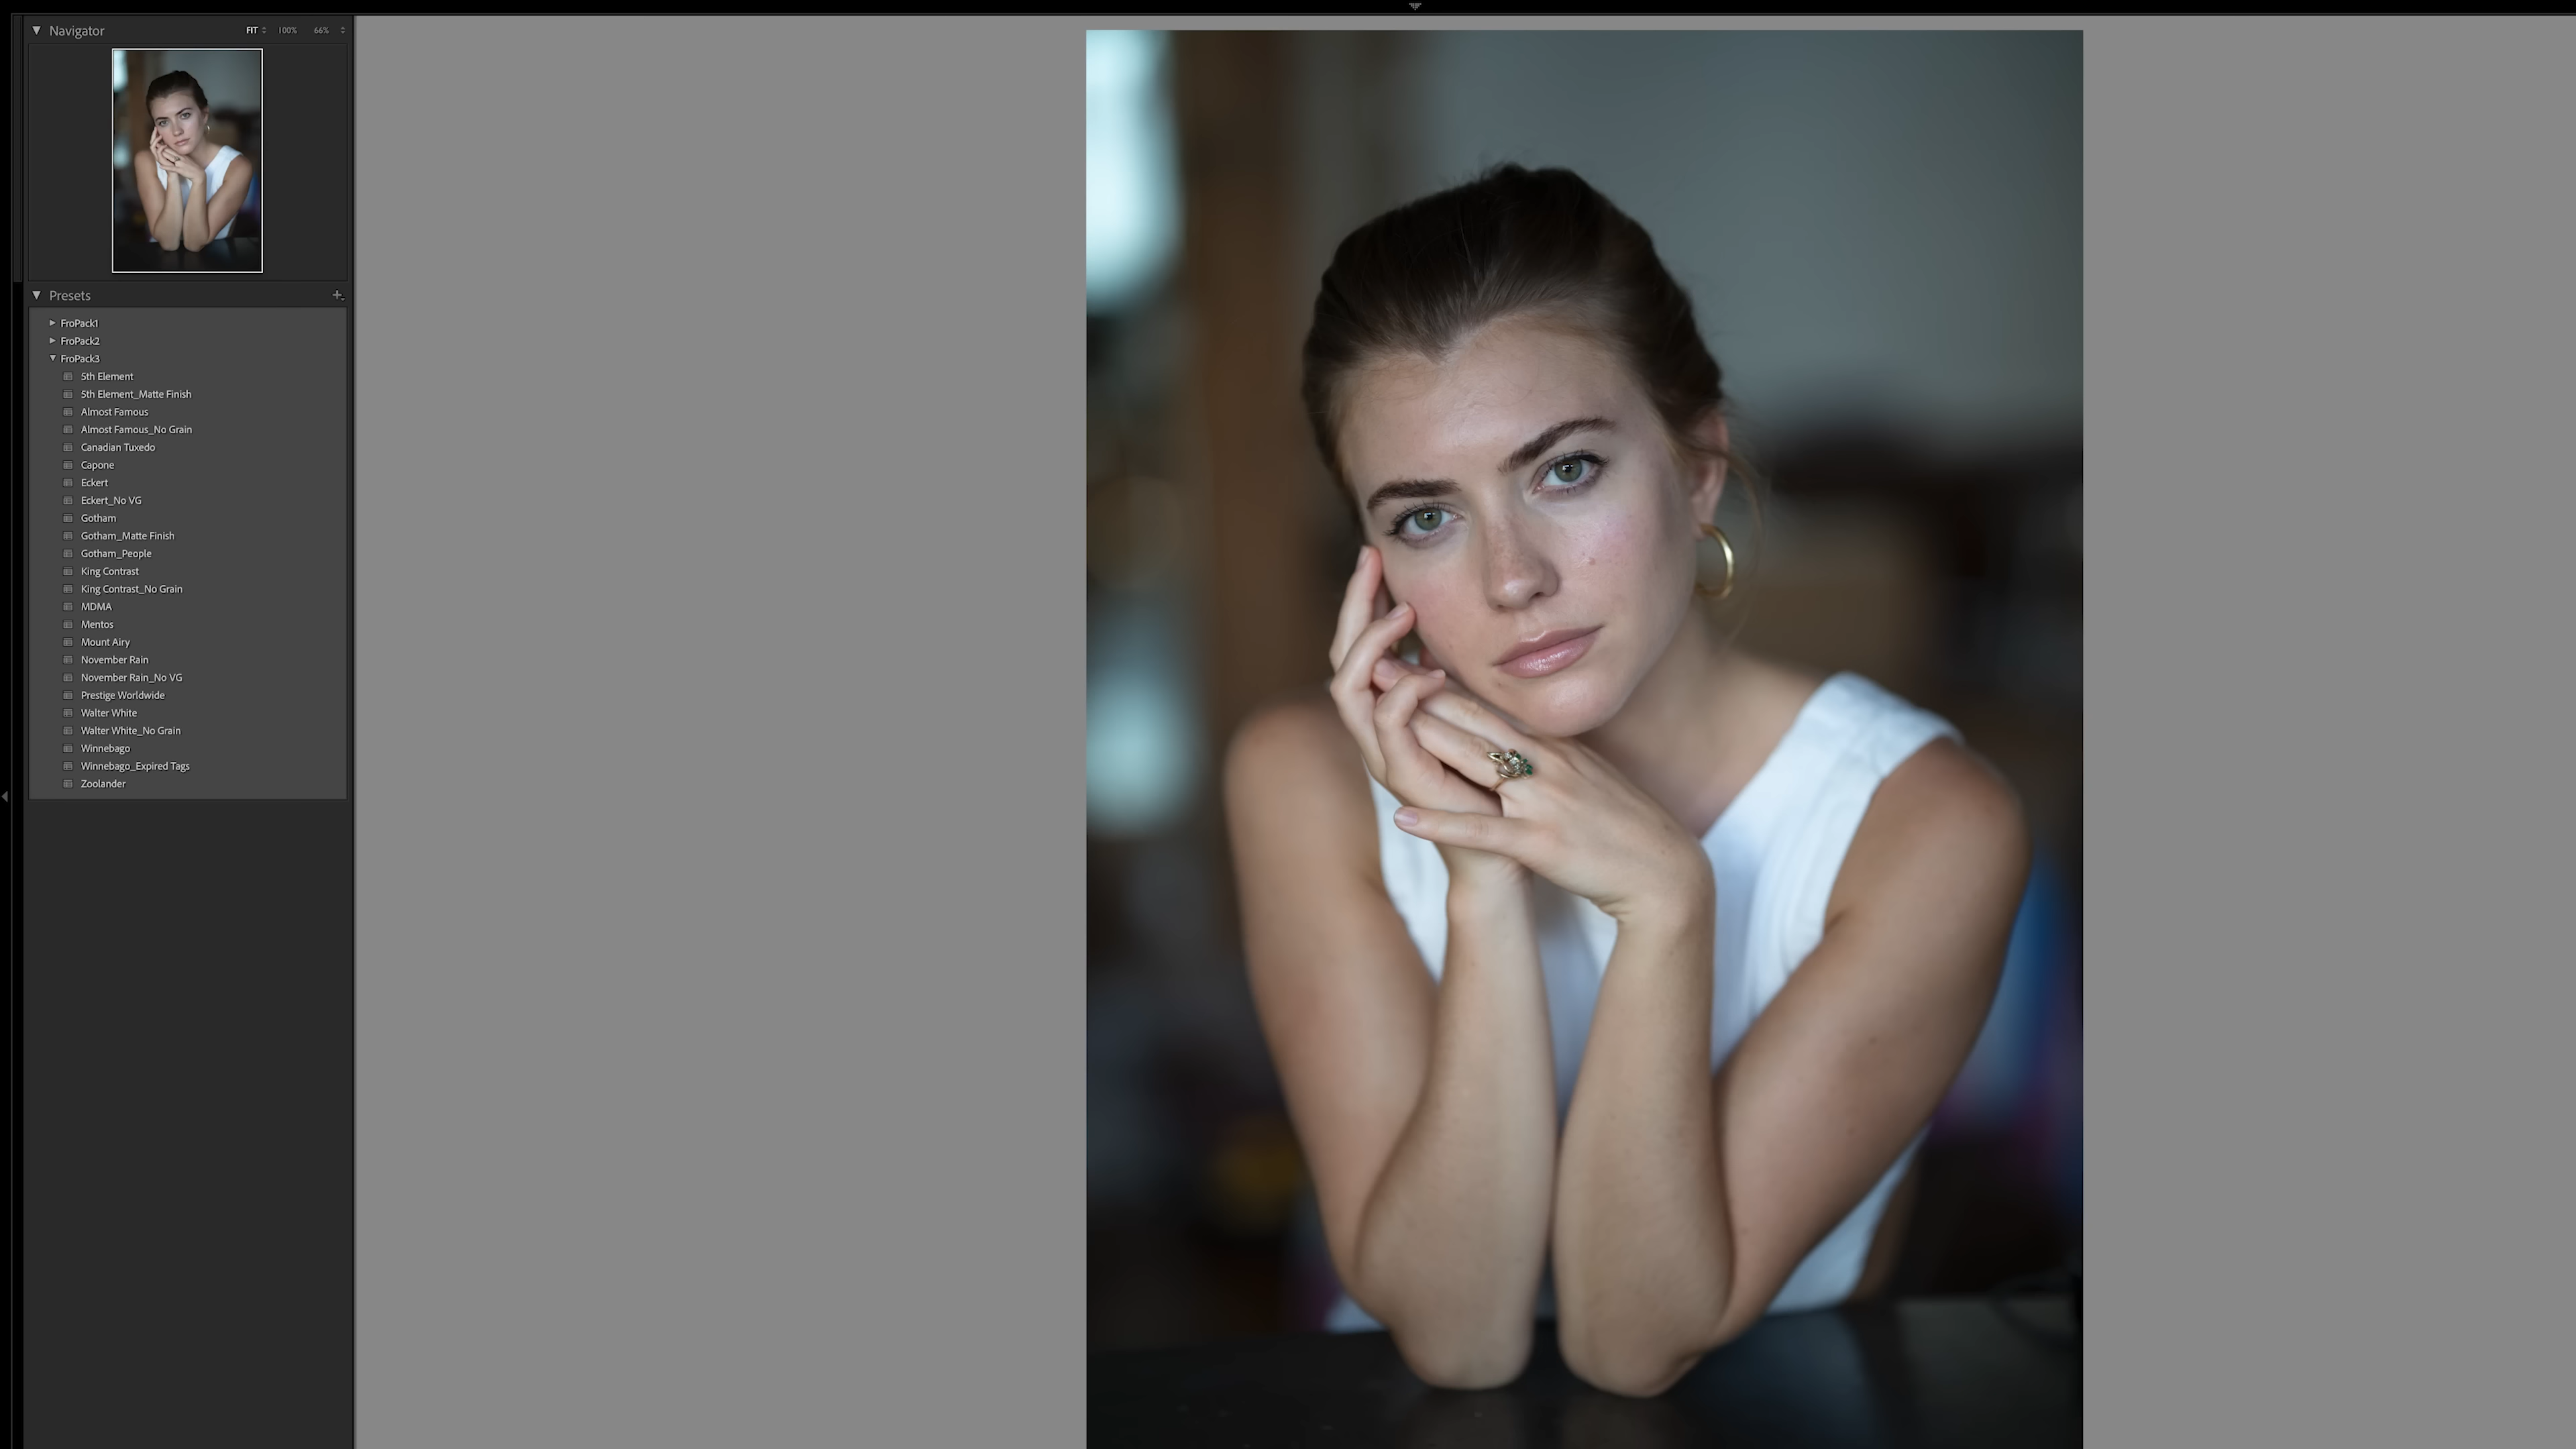 Navigator FIT 100% 66%
Presets
FroPack1
FroPack2
FroPack3
5th Element
5th Element_Matte Finish
Almost Famous
Almost Famous_No Grain
Canadian Tuxedo
Capone
Eckert
Eckert_No VG
Gotham
Gotham_Matte Finish
Gotham_People
King Contrast
King Contrast_No Grain
MDMA
Mentos
Mount Airy
November Rain
November Rain_No VG
Prestige Worldwide
Walter White
Walter White_No Grain
Winnebago
Winnebago_Expired Tags
Zoolander